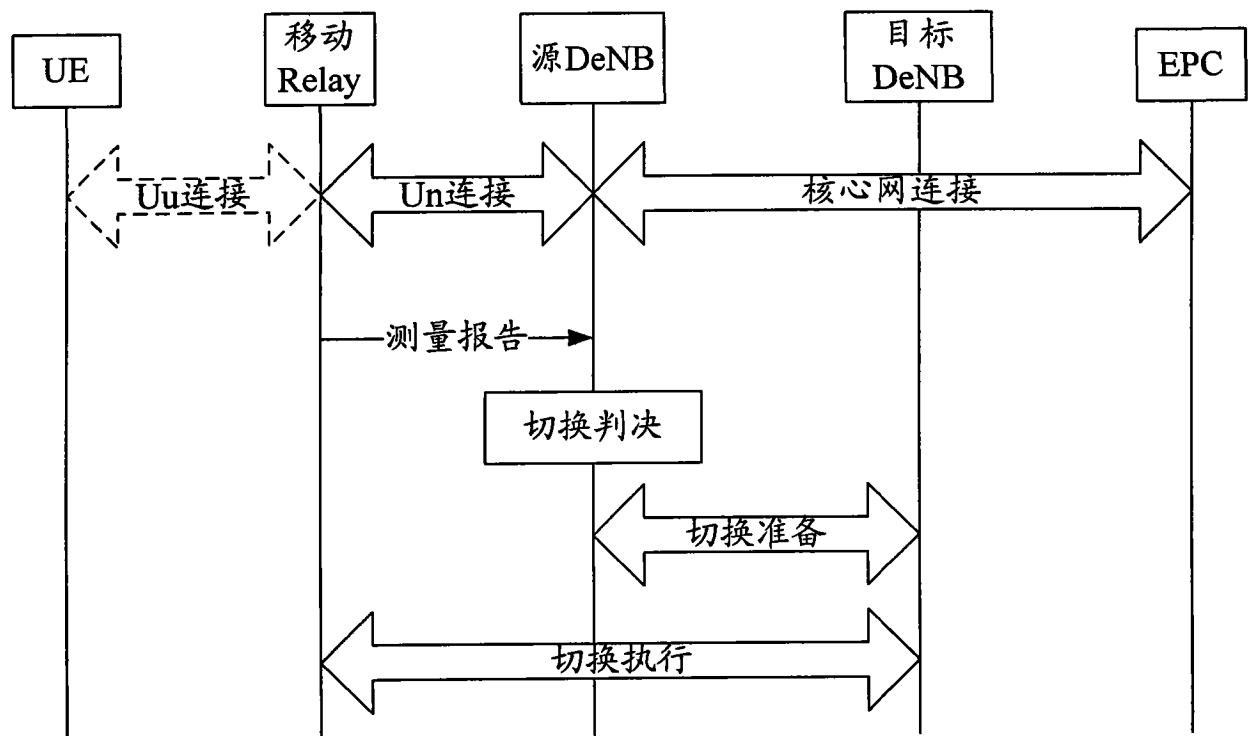 UE
移动
Relay
源DeNB
目标
DeNB
EPC
Uu连接
Un连接
核心网连接
测量报告
切换判决
切换准备
切换执行